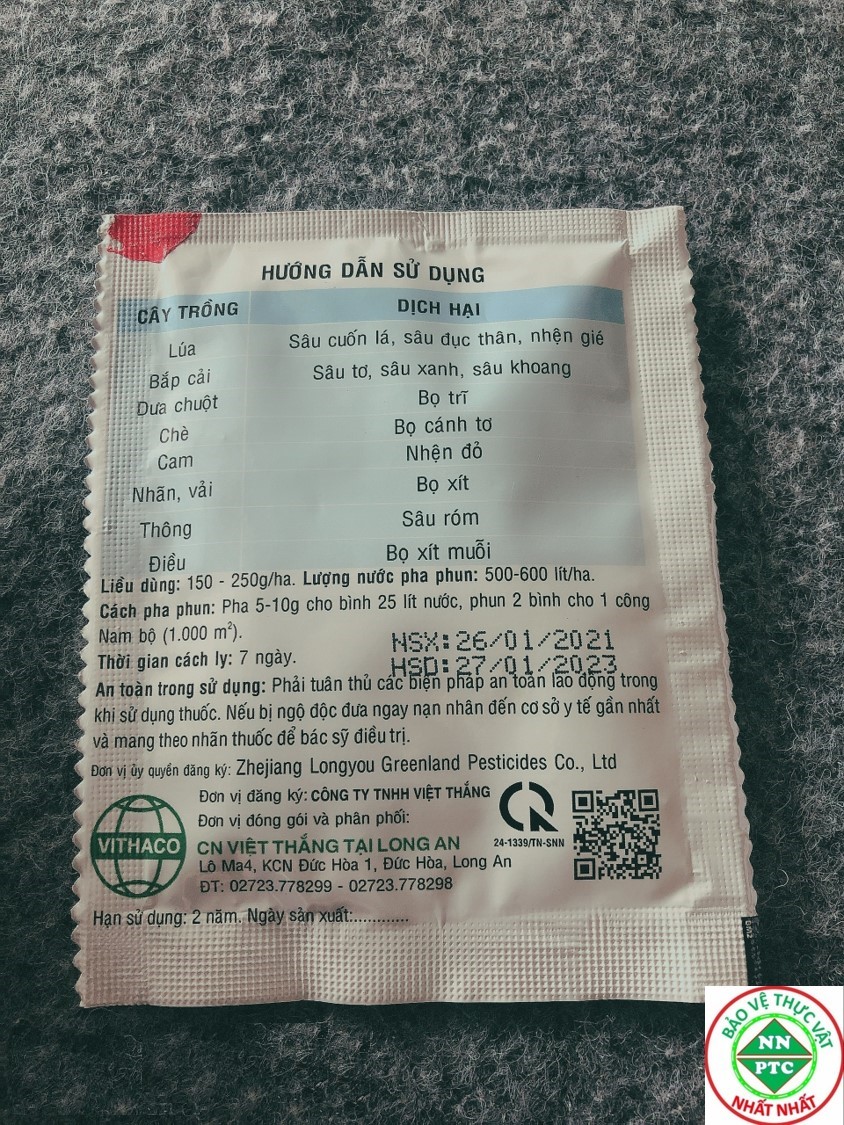 HƯỚNG DẪN SỬ DỤNG
CÂY TRỒNG DỊCH HẠI
Lúa Sâu cuốn lá, sâu đục thân, nhện gié
Bắp cải Sâu tơ, sâu xanh, sâu khoang
Dưa chuột Bọ trĩ
Chè Bọ cánh tơ
Cam Nhện đỏ
Nhãn, vải Bọ xít
Thông Sâu róm
Điều Bọ xít muỗi
Liều dùng: 150 - 250g/ha. Lượng nước pha phun: 500-600 lít/ha.
Cách pha phun: Pha 5-10g cho bình 25 lít nước, phun 2 bình cho 1 công
Nam bộ (1.000 m²).
NSX: 26/01/2021
Thời gian cách ly: 7 ngày.
HSD: 27/01/2023
An toàn trong sử dụng: Phải tuân thủ các biện pháp an toàn lao động trong
khi sử dụng thuốc. Nếu bị ngộ độc đưa ngay nạn nhân đến cơ sở y tế gần nhất
và mang theo nhãn thuốc để bác sỹ điều trị.
Đơn vị ủy quyền đăng ký: Zhejiang Longyou Greenland Pesticides Co., Ltd
Đơn vị đăng ký: CÔNG TY TNHH VIỆT THẮNG
Đơn vị đóng gói và phân phối:
VITHACO
CN VIỆT THẮNG TẠI LONG AN
24-1339/TN-SNN
Lô Ma4, KCN Đức Hòa 1, Đức Hòa, Long An
ĐT: 02723.778299 - 02723.778298
Hạn sử dụng: 2 năm. Ngày sản xuất:............
BẢO VỆ THỰC VẬT
NN
PTC
NHẤT NHẤT